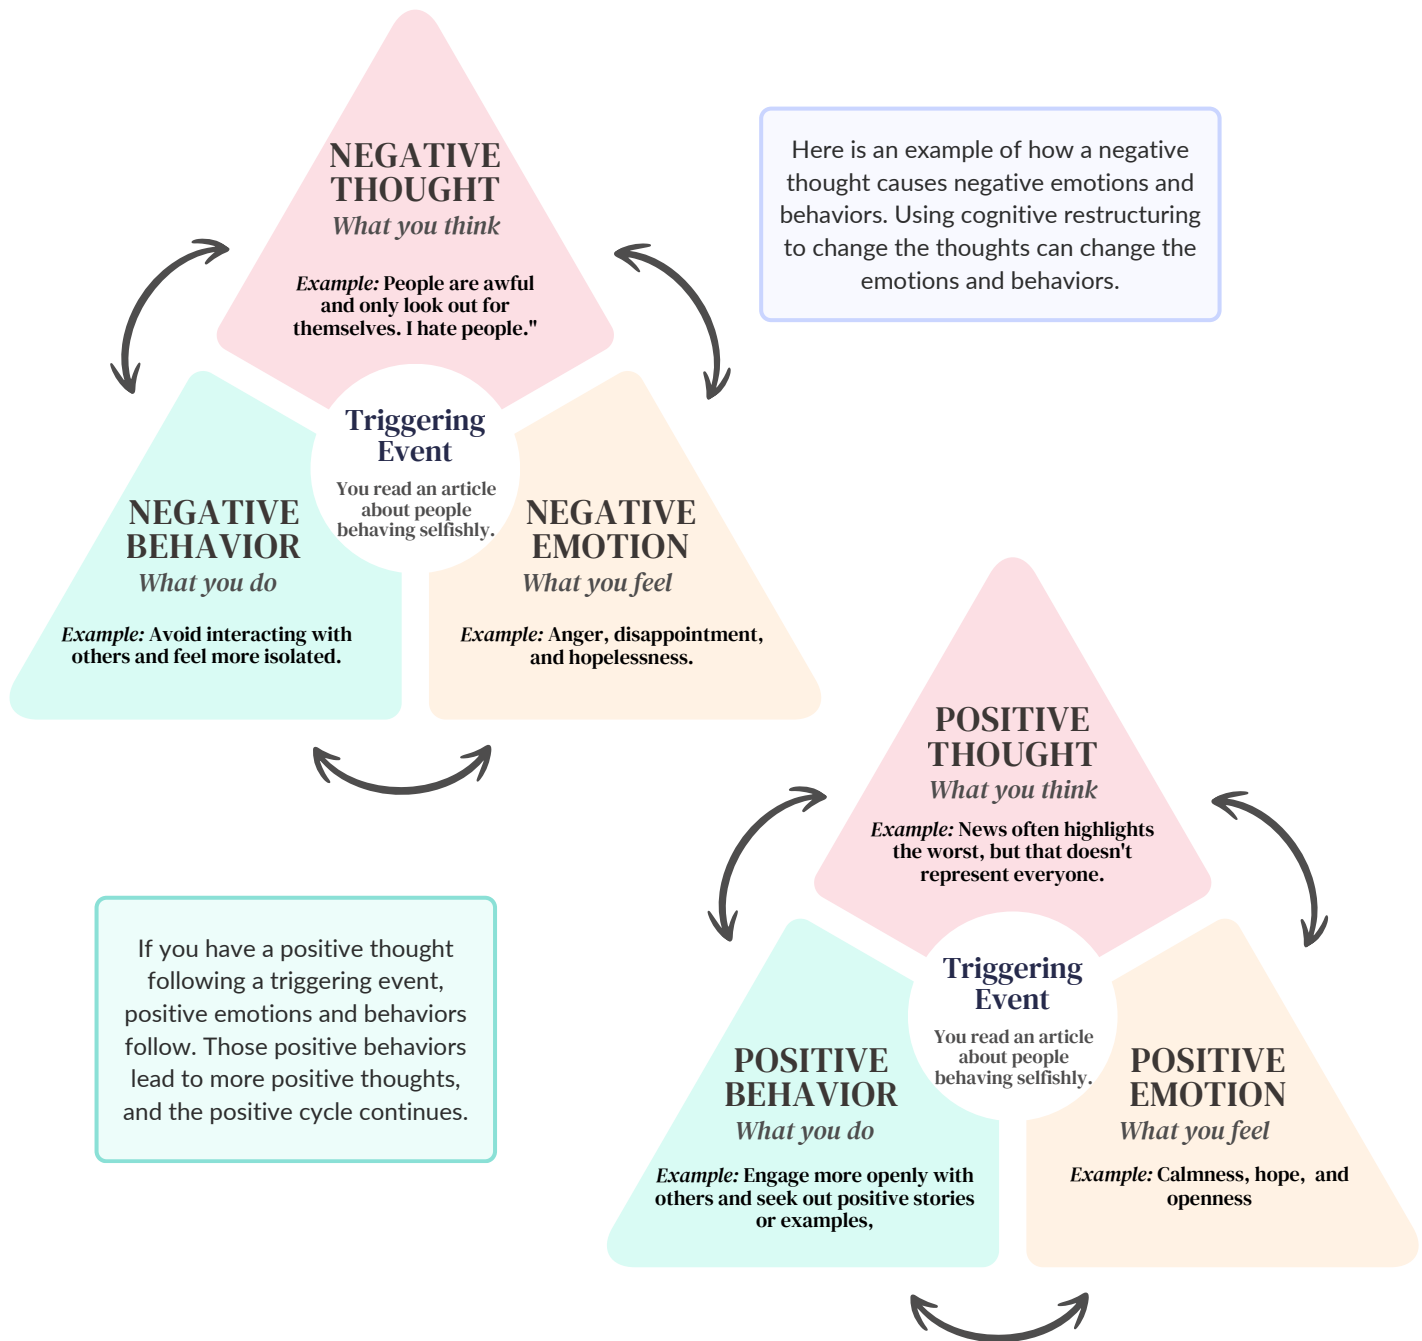 NEGATIVE
THOUGHT
What you think
Example: People are awful
and only look out for
themselves. I hate people."
Here is an example of how a negative
thought causes negative emotions and
behaviors. Using cognitive restructuring
to change the thoughts can change the
emotions and behaviors.
Triggering
Event
You read an article
about people
behaving selfishly.
NEGATIVE
BEHAVIOR
What you do
Example: Avoid interacting with
others and feel more isolated.
NEGATIVE
EMOTION
What you feel
Example: Anger, disappointment,
and hopelessness.
POSITIVE
THOUGHT
What you think
Example: News often highlights
the worst, but that doesn't
represent everyone.
If you have a positive thought
following a triggering event,
positive emotions and behaviors
follow. Those positive behaviors
lead to more positive thoughts,
and the positive cycle continues.
Triggering
Event
You read an article
about people
behaving selfishly.
POSITIVE
BEHAVIOR
What you do
Example: Engage more openly with
others and seek out positive stories
or examples,
POSITIVE
EMOTION
What you feel
Example: Calmness, hope,  and
openness